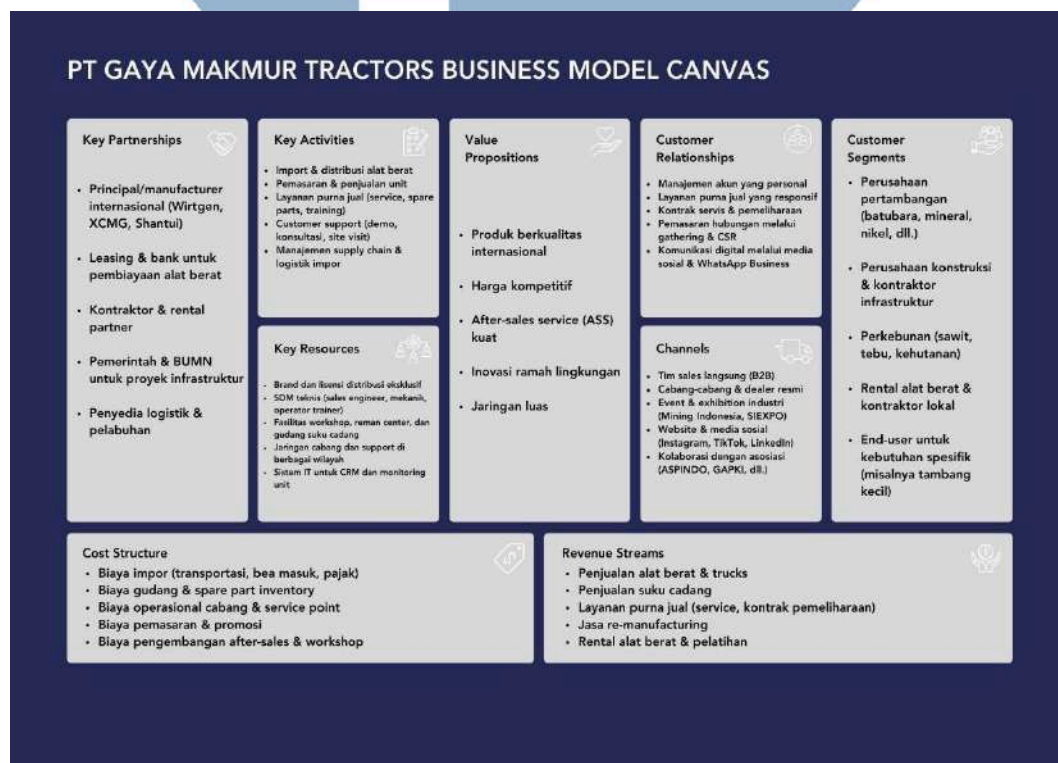 PT GAYA MAKMUR TRACTORS BUSINESS MODEL CANVAS
Key Partnerships
• Principal/manufacturer
internasional (Wirtgen,
XCMG, Shantui)
• Leasing & bank untuk
pembiayaan alat berat
• Kontraktor & rental
partner
• Pemerintah & BUMN
untuk proyek infrastruktur
• Penyedia logistik &
pelabuhan
Key Activities
• Import & distribusi alat berat
• Pemasaran & penjualan unit
• Layanan purna jual (service, spare
parts, training)
• Customer support (demo,
konsultasi, site visit)
• Manajemen supply chain &
logistik impor
Key Resources
• Brand dan lisensi distribusi eksklusif
• SDM teknis (sales engineer, mekanik,
operator trainer)
• Fasilitas workshop, reman center, dan
gudang suku cadang
• Jaringan cabang dan support di
berbagai wilayah
• Sistem IT untuk CRM dan monitoring
unit
Value
Propositions
• Produk berkualitas
internasional
• Harga kompetitif
• After-sales service (ASS)
kuat
• Inovasi ramah lingkungan
• Jaringan luas
Customer
Relationships
• Manajemen akun yang personal
• Layanan purna jual yang responsif
• Kontrak servis & pemeliharaan
• Pemasaran hubungan melalui
gathering & CSR
• Komunikasi digital melalui media
sosial & WhatsApp Business
Channels
• Tim sales langsung (B2B)
• Cabang-cabang & dealer resmi
• Event & exhibition industri
(Mining Indonesia, SIEXPO)
• Website & media sosial
(Instagram, TikTok, LinkedIn)
• Kolaborasi dengan asosiasi
(ASPINDO, GAPKI, dll.)
Customer
Segments
• Perusahaan
pertambangan
(batubara, mineral,
nikel, dll.)
• Perusahaan konstruksi
& kontraktor
infrastruktur
• Perkebunan (sawit,
tebu, kehutanan)
• Rental alat berat &
kontraktor lokal
• End-user untuk
kebutuhan spesifik
(misalnya tambang
kecil)
Cost Structure
• Biaya impor (transportasi, bea masuk, pajak)
• Biaya gudang & spare part inventory
• Biaya operasional cabang & service point
• Biaya pemasaran & promosi
• Biaya pengembangan after-sales & workshop
Revenue Streams
• Penjualan alat berat & trucks
• Penjualan suku cadang
• Layanan purna jual (service, kontrak pemeliharaan)
• Jasa re-manufacturing
• Rental alat berat & pelatihan